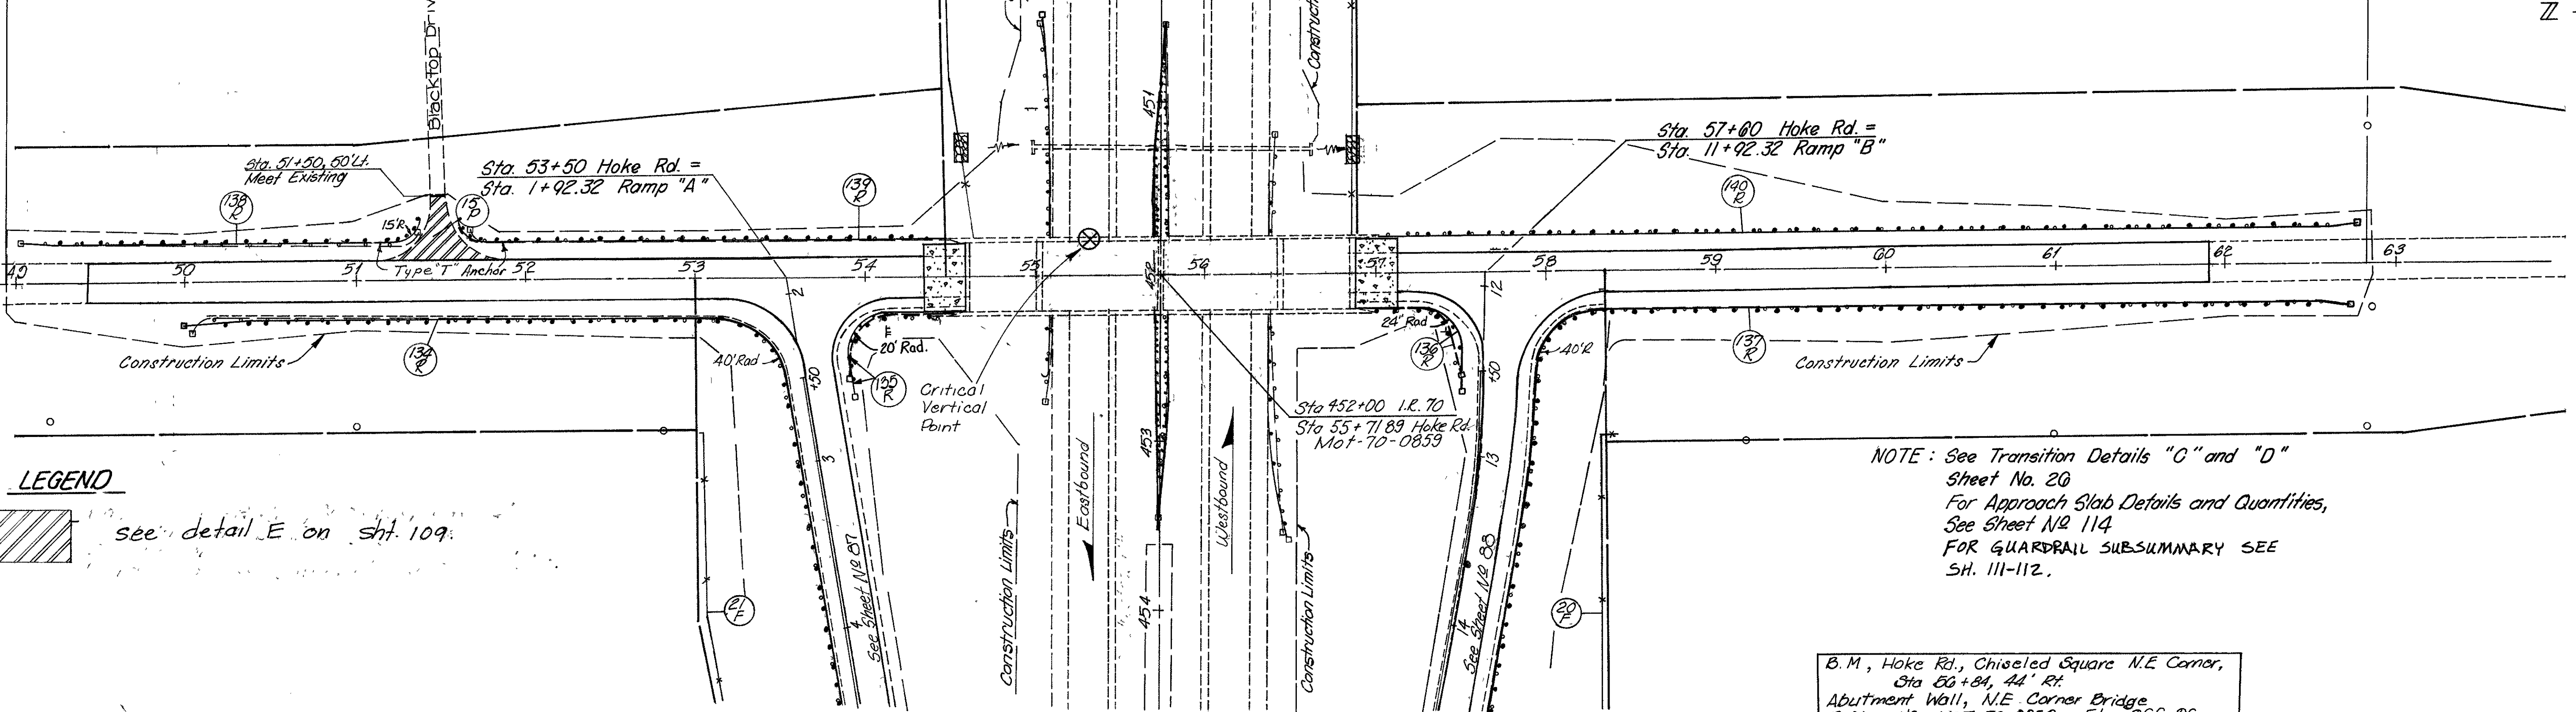 Blacktop
Sta. 51+50, 50' Lt.
Meet Existing
Sta. 53+50 Hoke Rd. =
Sta. 1+92.32 Ramp "A"
Sta. 57+60 Hoke Rd. =
Sta. 11+92.32 Ramp "B"
138
R
15'R
15
P
139
R
140
R
451
Type "T" Anchor
49
50
51
52
53
54
55
56
57
58
59
60
61
62
63
452
2
12
Construction Limits
134
R
40' Rad
+50
20' Rad.
135
R
Critical
Vertical
Point
24' Rad
136
R
+50
40'R
137
R
Construction Limits
Sta 452+00 I.R. 70
Sta 55+71.89 Hoke Rd.
Mot-70-0859
3
453
13
Eastbound
Westbound
LEGEND
see detail E on sht. 109.
NOTE: See Transition Details "C" and "D"
Sheet No. 26
For Approach Slab Details and Quantities,
See Sheet Nº 114
FOR GUARDRAIL SUBSUMMARY SEE
SH. 111-112.
21
F
4
See Sheet Nº 87
Construction Limits
454
Construction Limits
14
See Sheet Nº 88
20
F
B.M., Hoke Rd., Chiseled Square N.E. Corner,
Sta 56+84, 44' Rt.
Abutment Wall, N.E. Corner Bridge